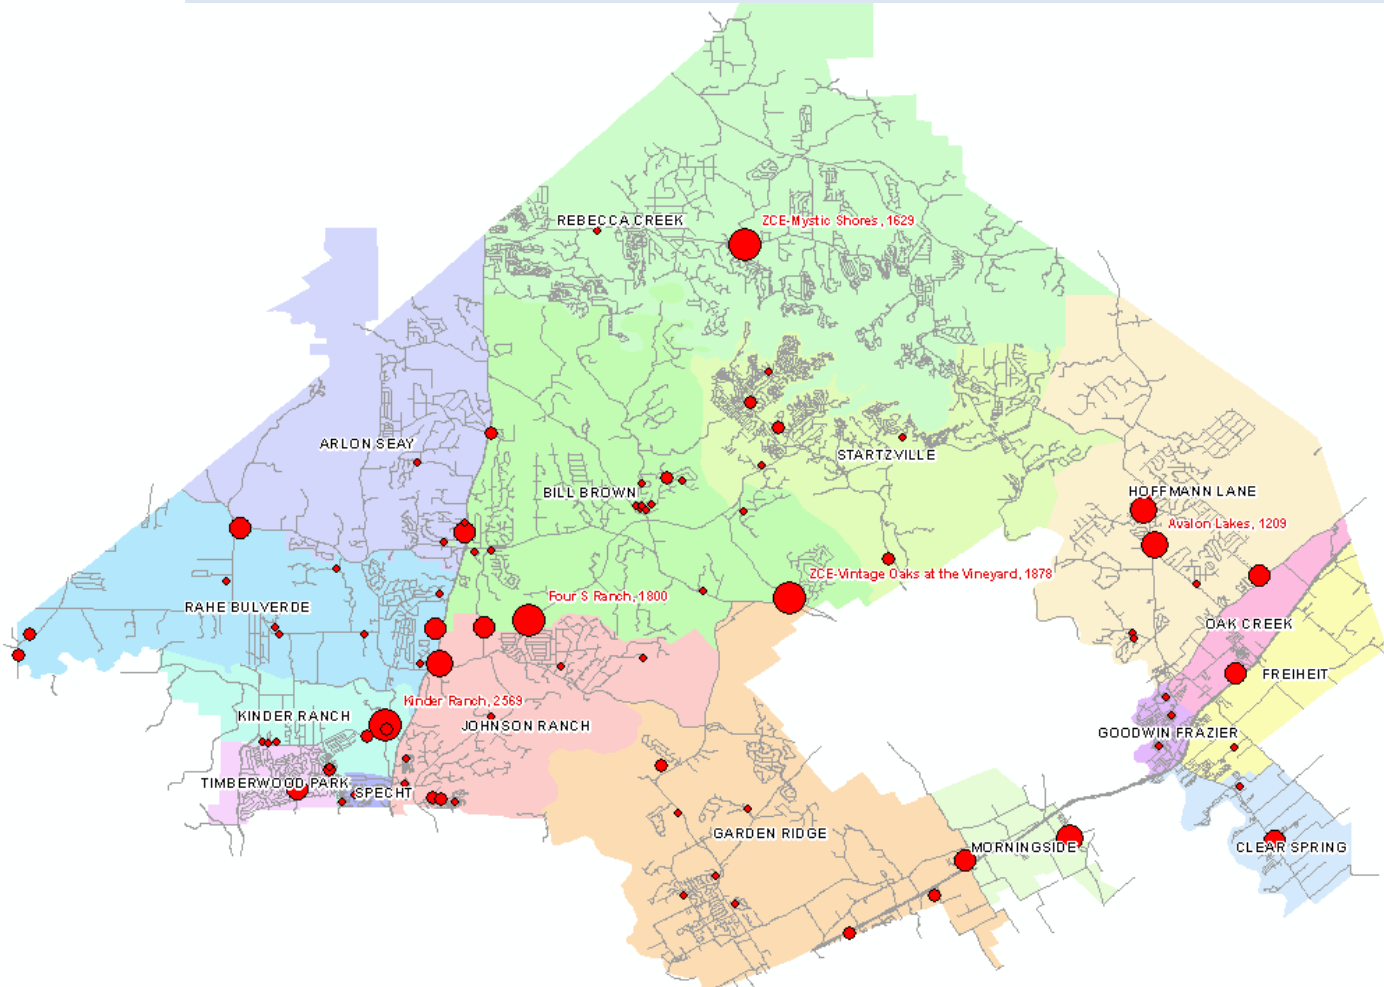 REBECCA CREEK
ZCE-Mystic Shores, 1629
ARLON SEAY
STARTZVILLE
BILL BROWN
HOFFMANN LANE
Avalon Lakes, 1209
ZCE-Vintage Oaks at the Vineyard, 1878
Four S Ranch, 1800
RAHE BULVERDE
OAK CREEK
FREIHEIT
Kinder Ranch, 2569
KINDER RANCH
JOHNSON RANCH
GOODWIN FRAZIER
TIMBERWOOD PARK
SPECHT
GARDEN RIDGE
MORNINGSIDE
CLEAR SPRING